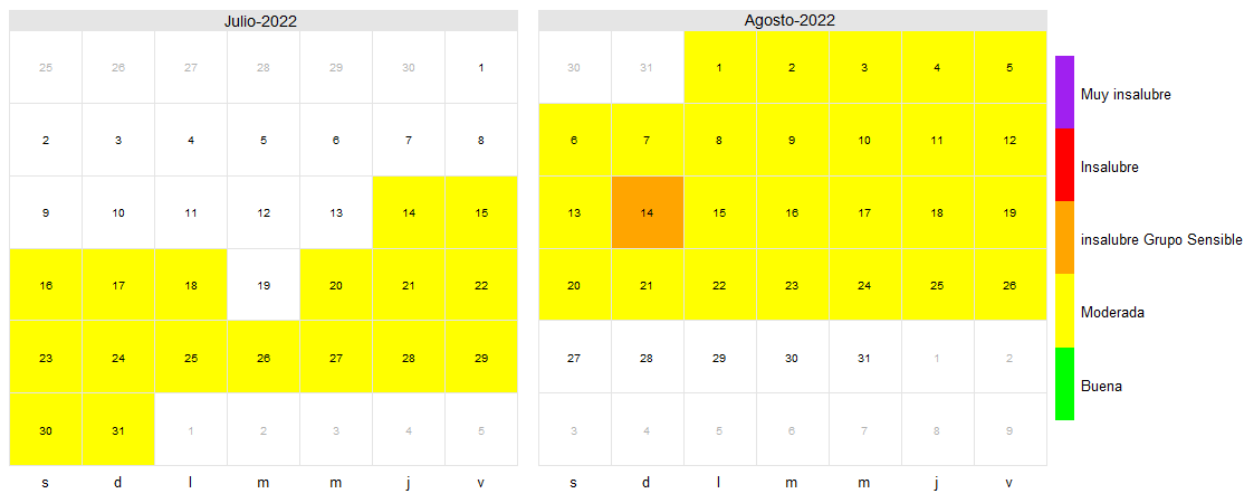 Julio-2022
25 26 27 28 29 30 1
2 3 4 5 6 7 8
9 10 11 12 13 14 15
16 17 18 19 20 21 22
23 24 25 26 27 28 29
30 31 1 2 3 4 5
s d l m m j v
Agosto-2022
30 31 1 2 3 4 5
6 7 8 9 10 11 12
13 14 15 16 17 18 19
20 21 22 23 24 25 26
27 28 29 30 31 1 2
3 4 5 6 7 8 9
s d l m m j v
Muy insalubre
Insalubre
insalubre Grupo Sensible
Moderada
Buena